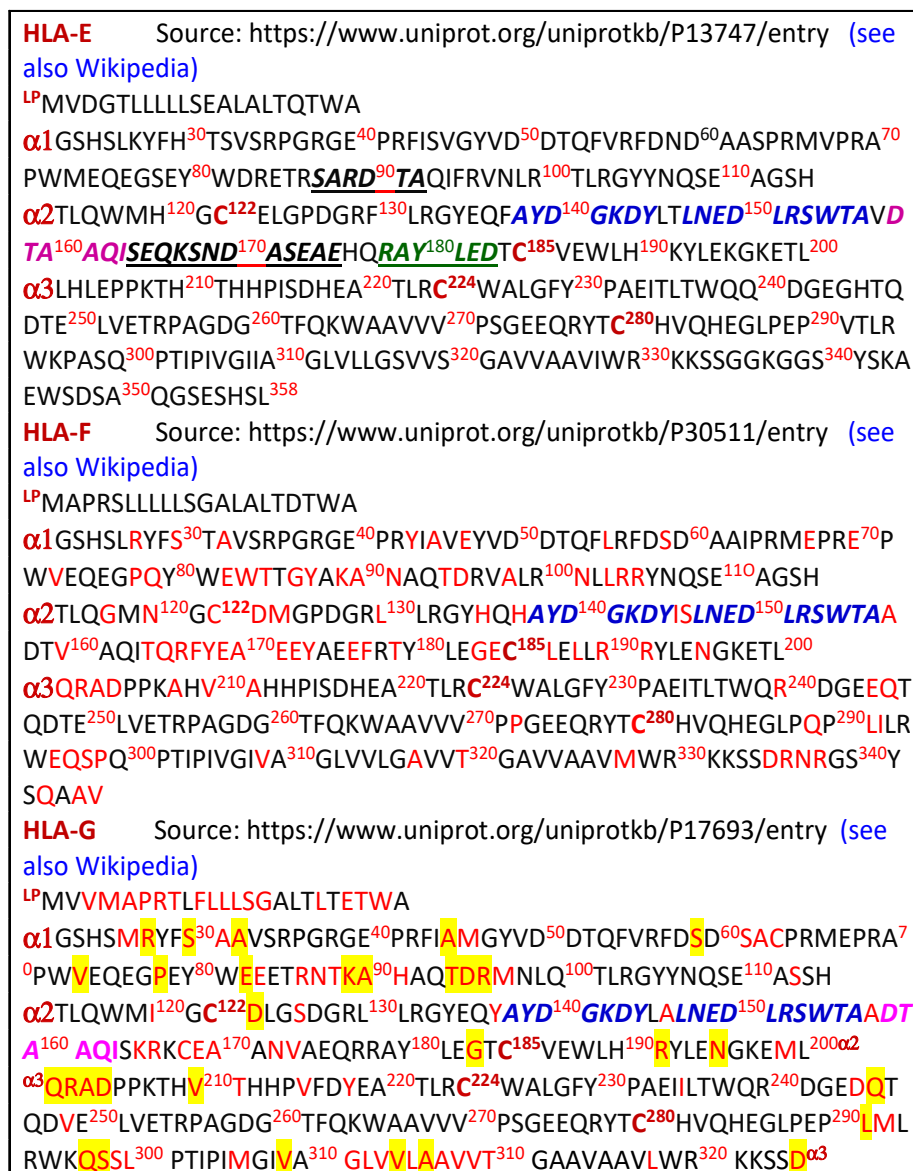 HLA-E Source: https://www.uniprot.org/uniprotkb/P13747/entry (see
also Wikipedia)
LPMVDGTLLLLLSEALALTQTWA
α1GSHSLKYFH30TSVSRPGRGE40PRFISVGYVD50DTQFVRFDND60AASPRMVPRA70
PWMEQEGSEY80WDRETRSARD90TAQIFRVNLR100TLRGYYNQSE110AGSH
α2TLQWMH120GC122ELGPDGRF130LRGYEQFAYD140GKDYLTLNED150LRSWTAVD
TA160AQISEQKSND170ASEAEHQRAY180LEDTC185VEWLH190KYLEKGKETL200
α3LHLEPPKTH210THHPISDHEA220TLRC224WALGFY230PAEITLTWQQ240DGEGHTQ
DTE250LVETRPAGDG260TFQKWAAVVV270PSGEEQRYTC280HVQHEGLPEP290VTLR
WKPASQ300PTIPIVGIIA310GLVLLGSVVS320GAVVAAVIWR330KKSSGGKGGS340YSKA
EWSDSA350QGSESHSL358
HLA-F Source: https://www.uniprot.org/uniprotkb/P30511/entry (see
also Wikipedia)
LPMAPRSLLLLLSGALALTDTWA
α1GSHSLRYFS30TAVSRPGRGE40PRYIAVEYVD50DTQFLRFDSD60AAIPRMEPRE70P
WVEQEGPQY80WEWTTGYAKA90NAQTDRVALR100NLLRRYNQSE110AGSH
α2TLQGMN120GC122DMGPDGRL130LRGYHQHAYD140GKDYISLNED150LRSWTAA
DTV160AQITQRFYEA170EEYAEEFRTY180LEGEC185LELLR190RYLENGKETL200
α3QRADPPKAHV210AHHPISDHEA220TLRC224WALGFY230PAEITLTWQR240DGEEQT
QDTE250LVETRPAGDG260TFQKWAAVVV270PPGEEQRYTC280HVQHEGLPQP290LILR
WEQSPQ300PTIPIVGIVA310GLVVLGAVVT320GAVVAAVMWR330KKSSDRNRGS340Y
SQAAV
HLA-G Source: https://www.uniprot.org/uniprotkb/P17693/entry (see
also Wikipedia)
LPMVVMAPRTLFLLLSGALTLTETWA
α1GSHSMRYFS30AAVSRPGRGE40PRFIAMGYVD50DTQFVRFDSD60SACPRMEPRA7
0PWVEQEGPEY80WEEETRNTKA90HAQTDRMNLQ100TLRGYYNQSE110ASSH
α2TLQWMI120GC122DLGSDGRL130LRGYEQYAYD140GKDYLALNED150LRSWTAADT
A160AQISKRKCEA170ANVAEQRRAY180LEGTC185VEWLH190RYLENGKEML200α2
α3QRADPPKTHV210THHPVFDYEA220TLRC224WALGFY230PAEIILTWQR240DGEDQT
QDVE250LVETRPAGDG260TFQKWAAVVV270PSGEEQRYTC280HVQHEGLPEP290LML
RWKQSSL300 PTIPIMGIVA310 GLVVLAAVVT310 GAAVAAVLWR320 KKSSDα3